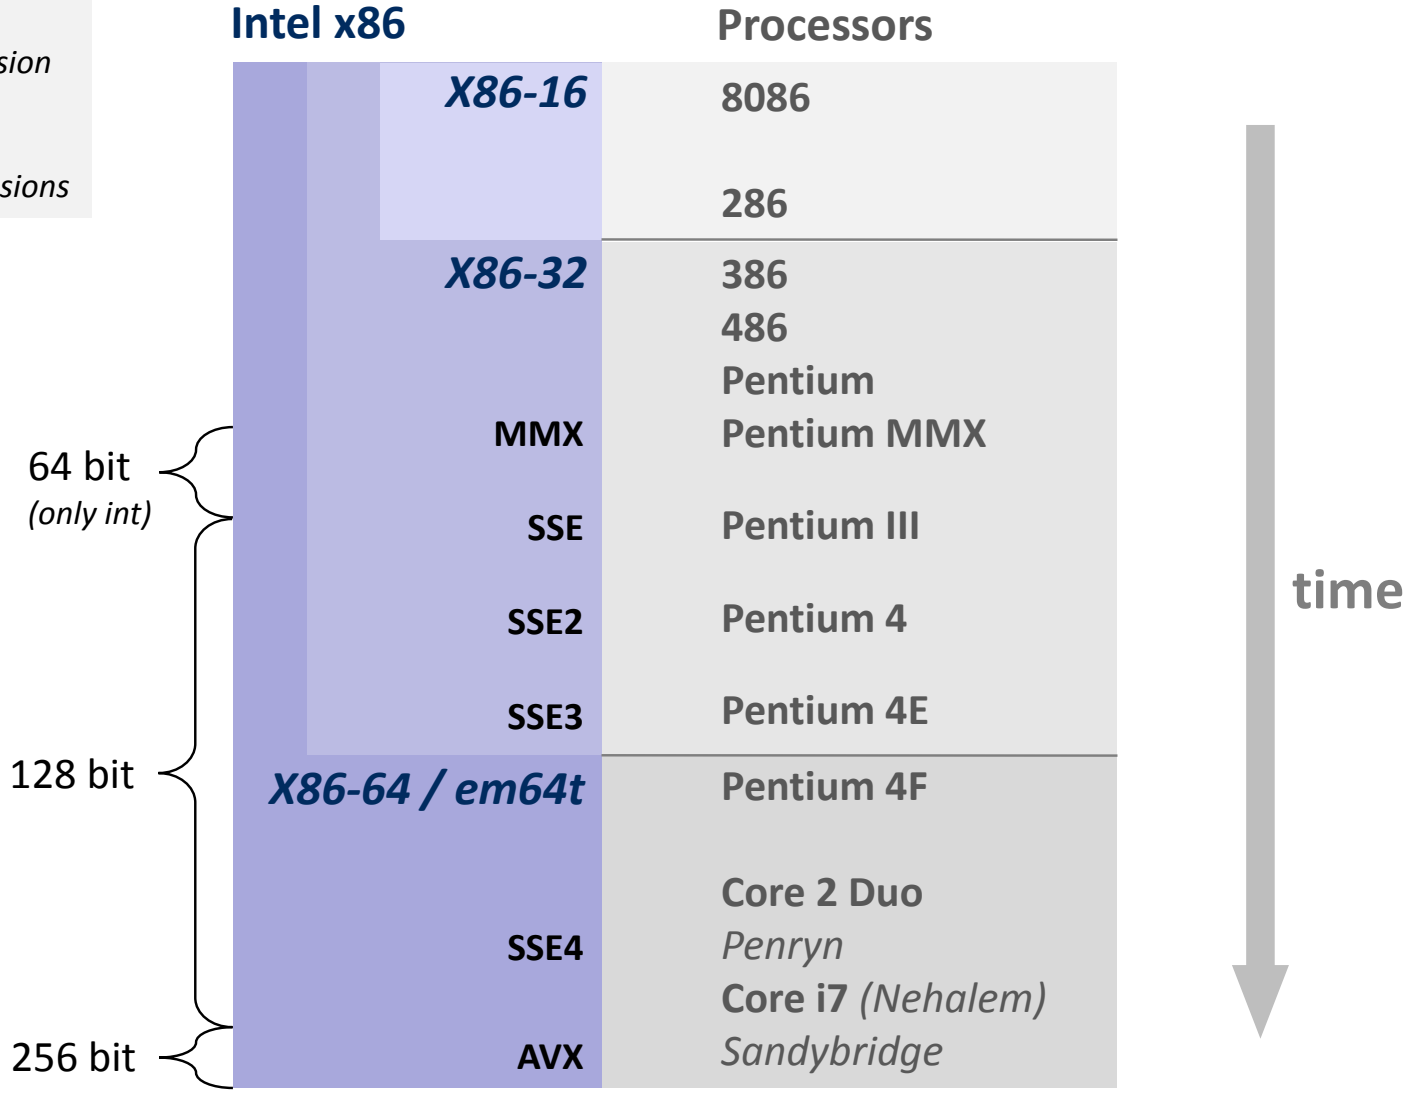 Intel x86 Processors
sion
X86-16 8086
sions
286
X86-32 386
486
Pentium
MMX Pentium MMX
64 bit
(only int)
SSE Pentium III
time
SSE2 Pentium 4
SSE3 Pentium 4E
128 bit
X86-64 / em64t Pentium 4F
Core 2 Duo
SSE4 Penryn
Core i7 (Nehalem)
256 bit
AVX Sandybridge